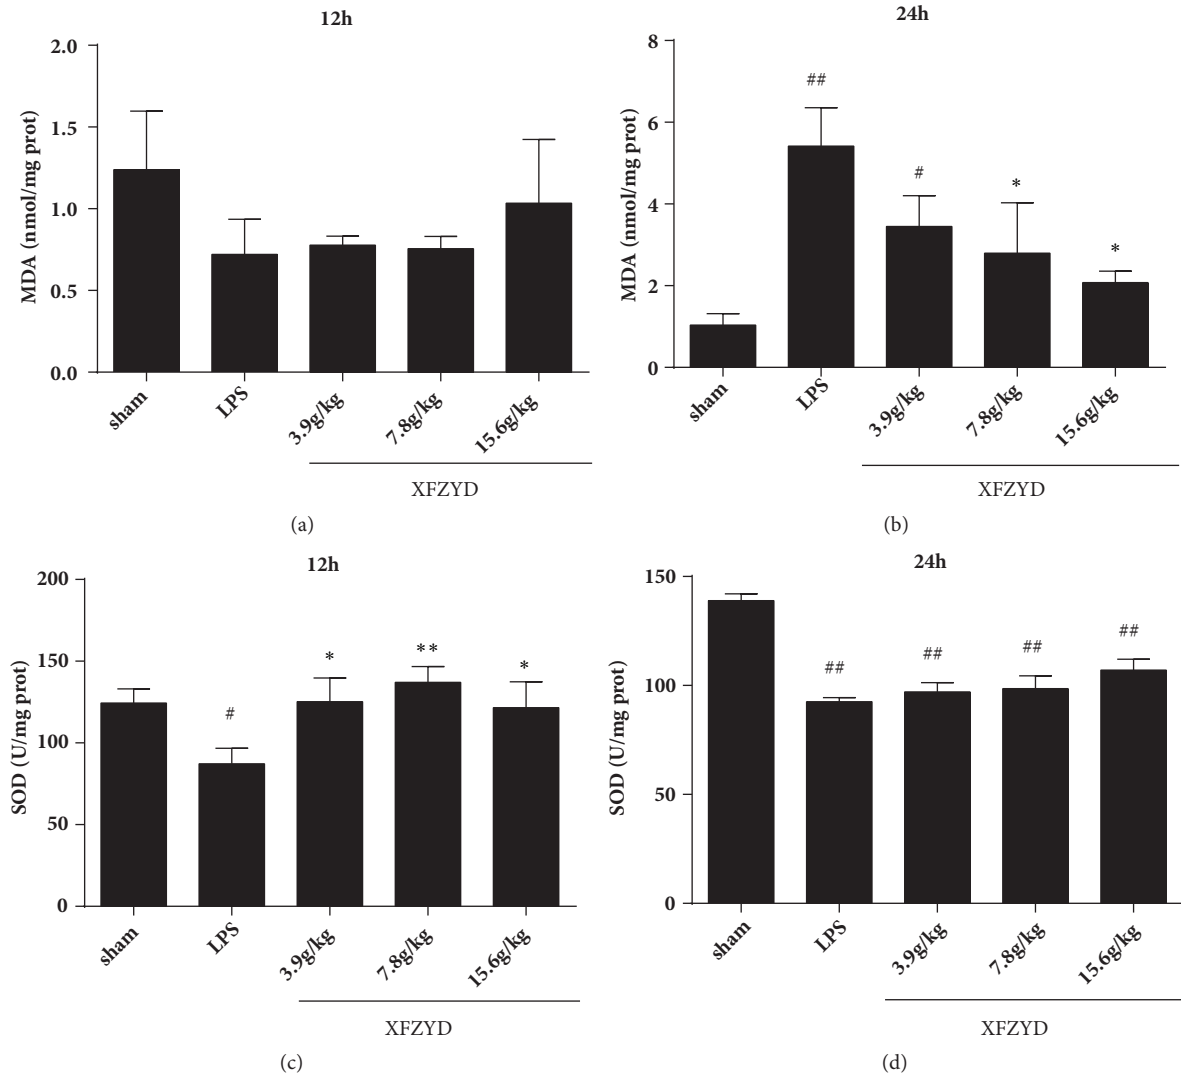 12h
MDA (nmol/mg prot)
2.0
1.5
1.0
0.5
0.0
sham
LPS
3.9g/kg
7.8g/kg
15.6g/kg
XFZYD
(a)
24h
MDA (nmol/mg prot)
8
6
4
2
0
##
#
*
*
sham
LPS
3.9g/kg
7.8g/kg
15.6g/kg
XFZYD
(b)
12h
SOD (U/mg prot)
200
150
100
50
0
#
*
**
*
sham
LPS
3.9g/kg
7.8g/kg
15.6g/kg
XFZYD
(c)
24h
SOD (U/mg prot)
150
100
50
0
##
##
##
##
sham
LPS
3.9g/kg
7.8g/kg
15.6g/kg
XFZYD
(d)